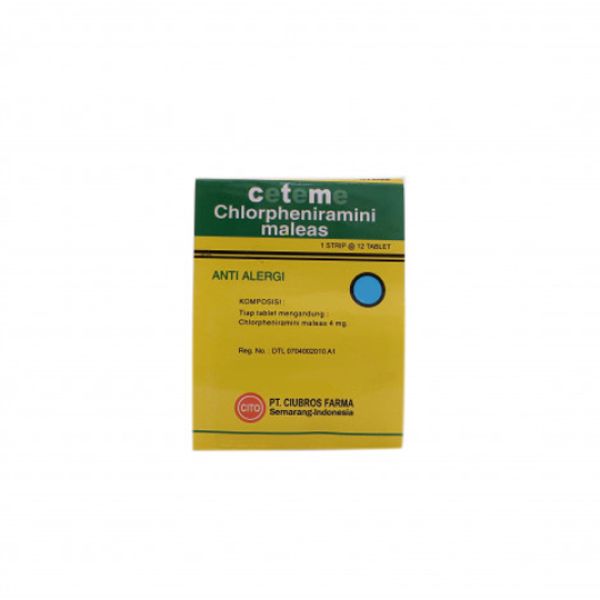 ceteme
Chlorpheniramini
maleas
1 STRIP @ 12 TABLET
ANTI ALERGI
KOMPOSISI :
Tiap tablet mengandung :
Chlorpheniramini maleas 4 mg.
Reg. No. : DTL 0704002010 A1
CITO
PT. CIUBROS FARMA
Semarang-Indonesia